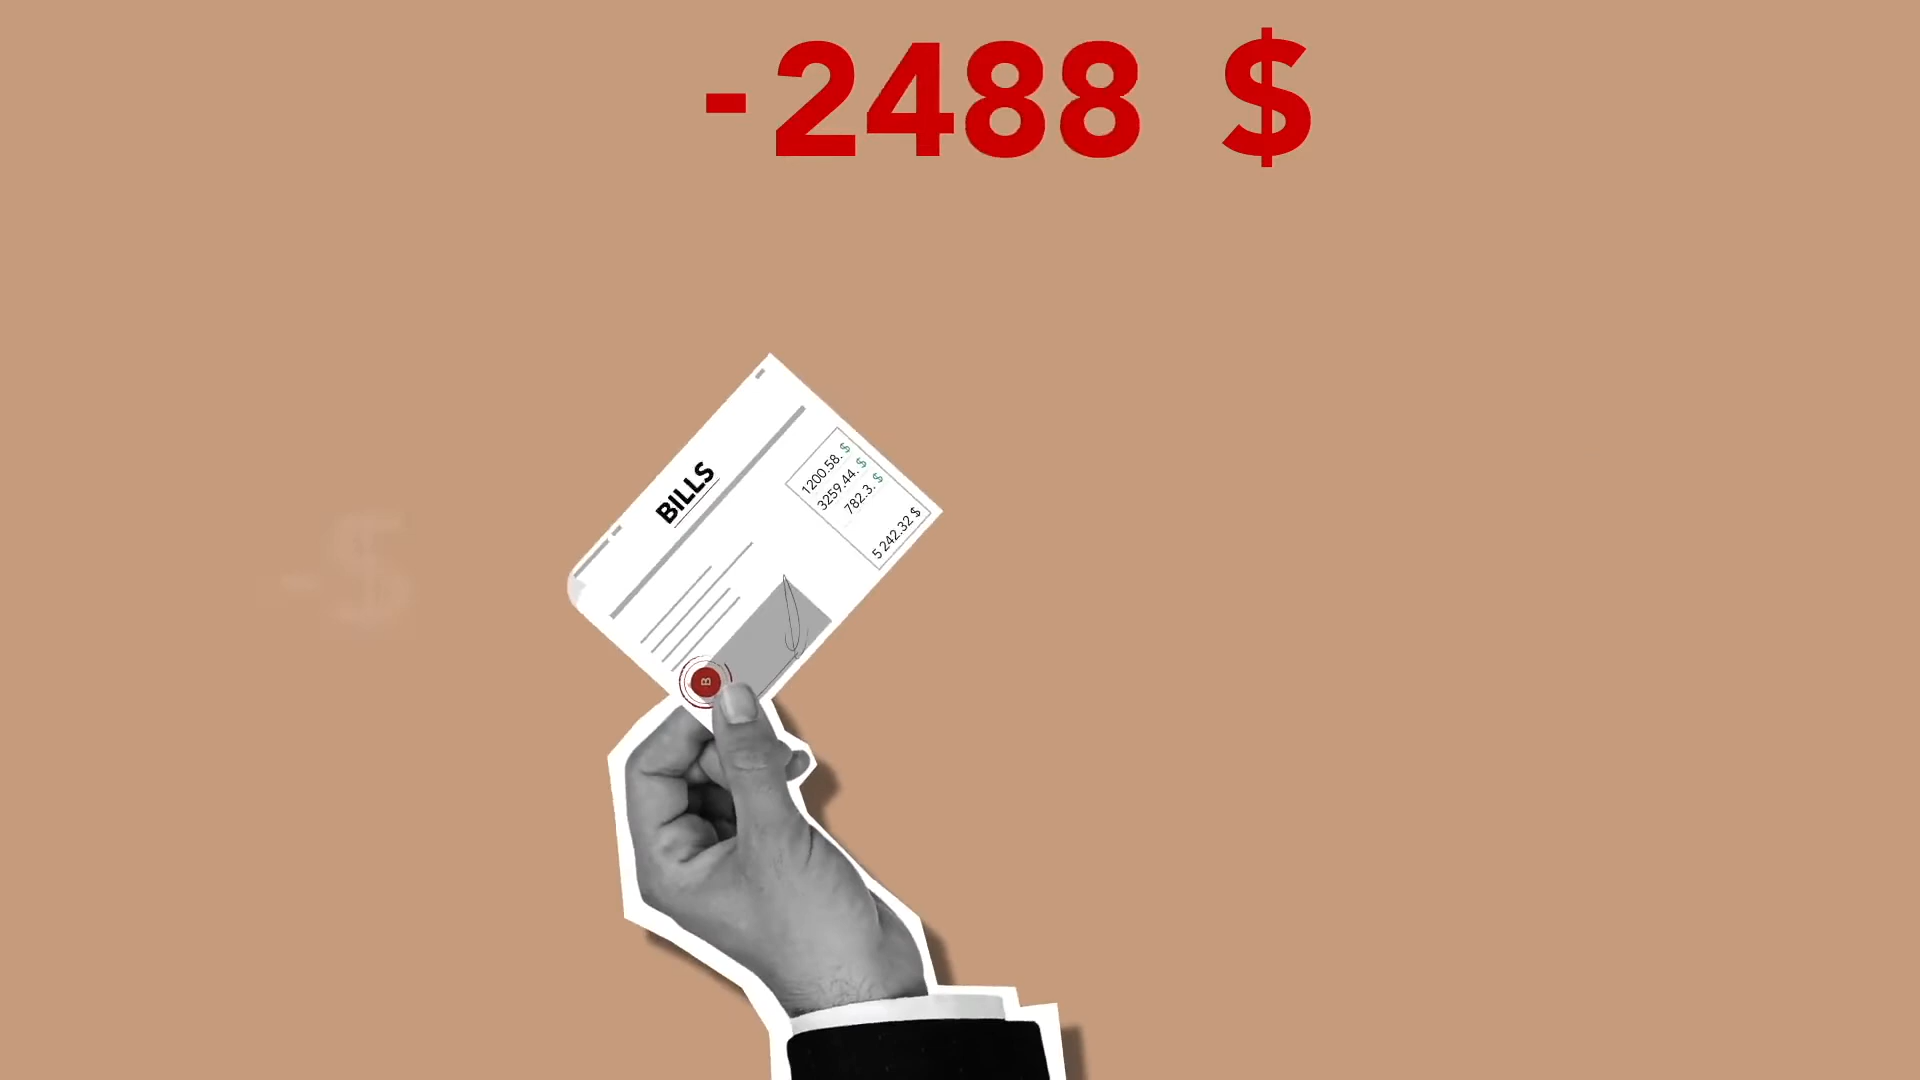 -2488 $
BILLS
1200.58. $
3259.44. $
782.3. $
5 242.32 $
B
-$